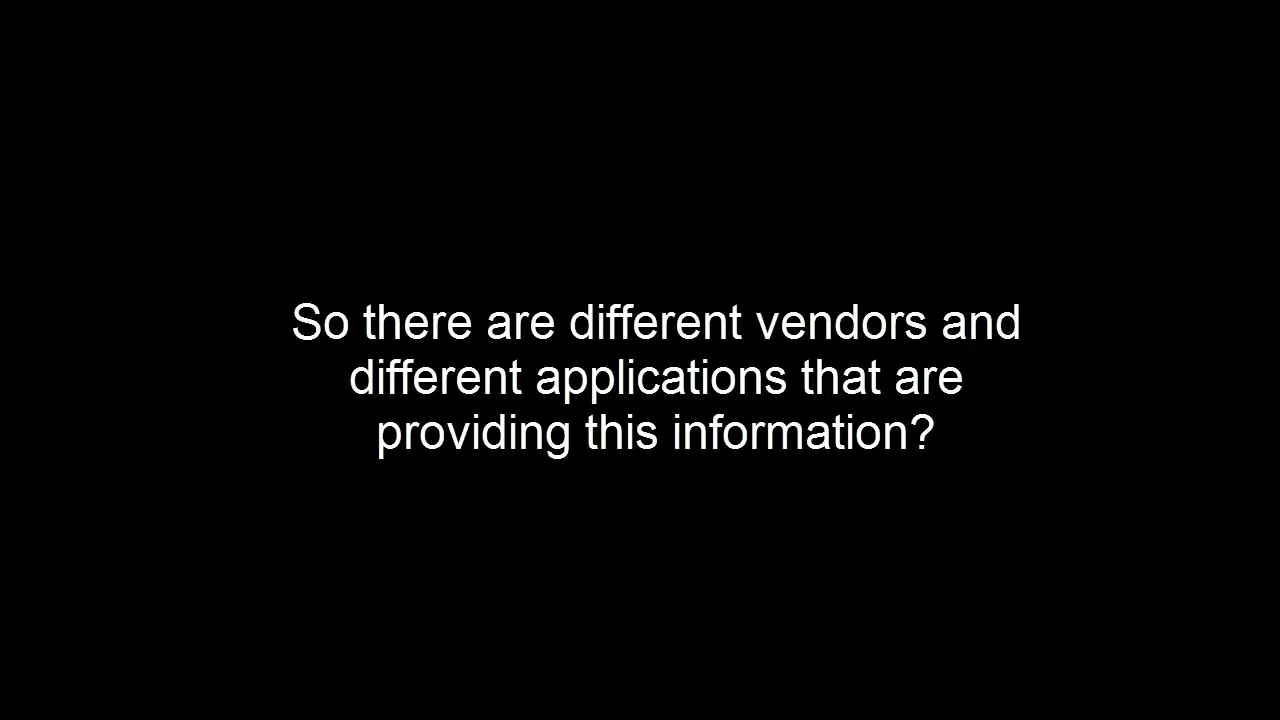 So there are different vendors and
different applications that are
providing this information?